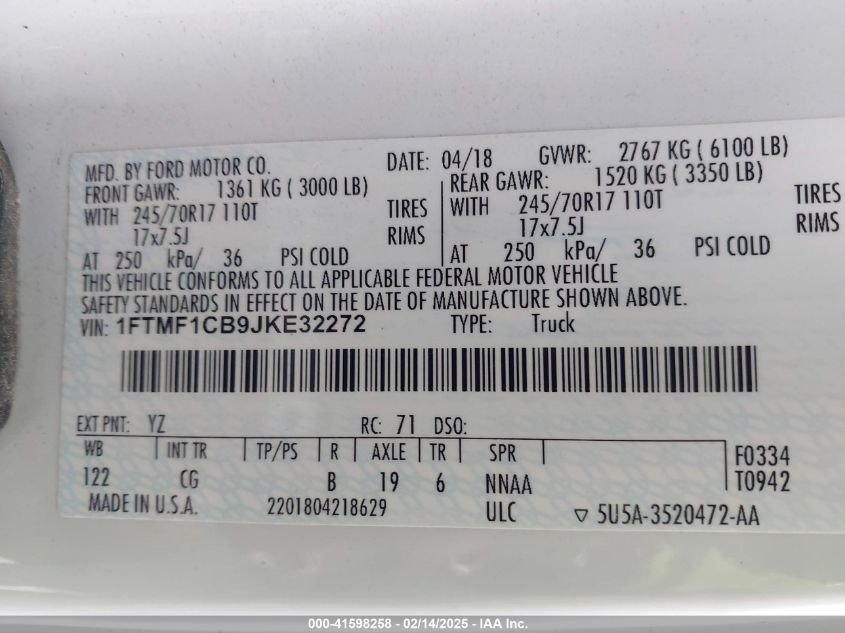 MFD. BY FORD MOTOR CO. DATE: 04/18 GVWR: 2767 KG ( 6100 LB)
FRONT GAWR: 1361 KG ( 3000 LB) REAR GAWR: 1520 KG ( 3350 LB)
WITH 245/70R17 110T TIRES WITH 245/70R17 110T TIRES
17x7.5J RIMS 17x7.5J RIMS
AT 250 kPa/ 36 PSI COLD AT 250 kPa/ 36 PSI COLD
THIS VEHICLE CONFORMS TO ALL APPLICABLE FEDERAL MOTOR VEHICLE
SAFETY STANDARDS IN EFFECT ON THE DATE OF MANUFACTURE SHOWN ABOVE.
VIN: 1FTMF1CB9JKE32272 TYPE: Truck
EXT PNT: YZ RC: 71 DSO:
WB INT TR TP/PS R AXLE TR SPR F0334
122 CG B 19 6 NNAA T0942
MADE IN U.S.A. 2201804218629 ULC ▽ 5U5A-3520472-AA
000-41598258 - 02/14/2025 - IAA Inc.